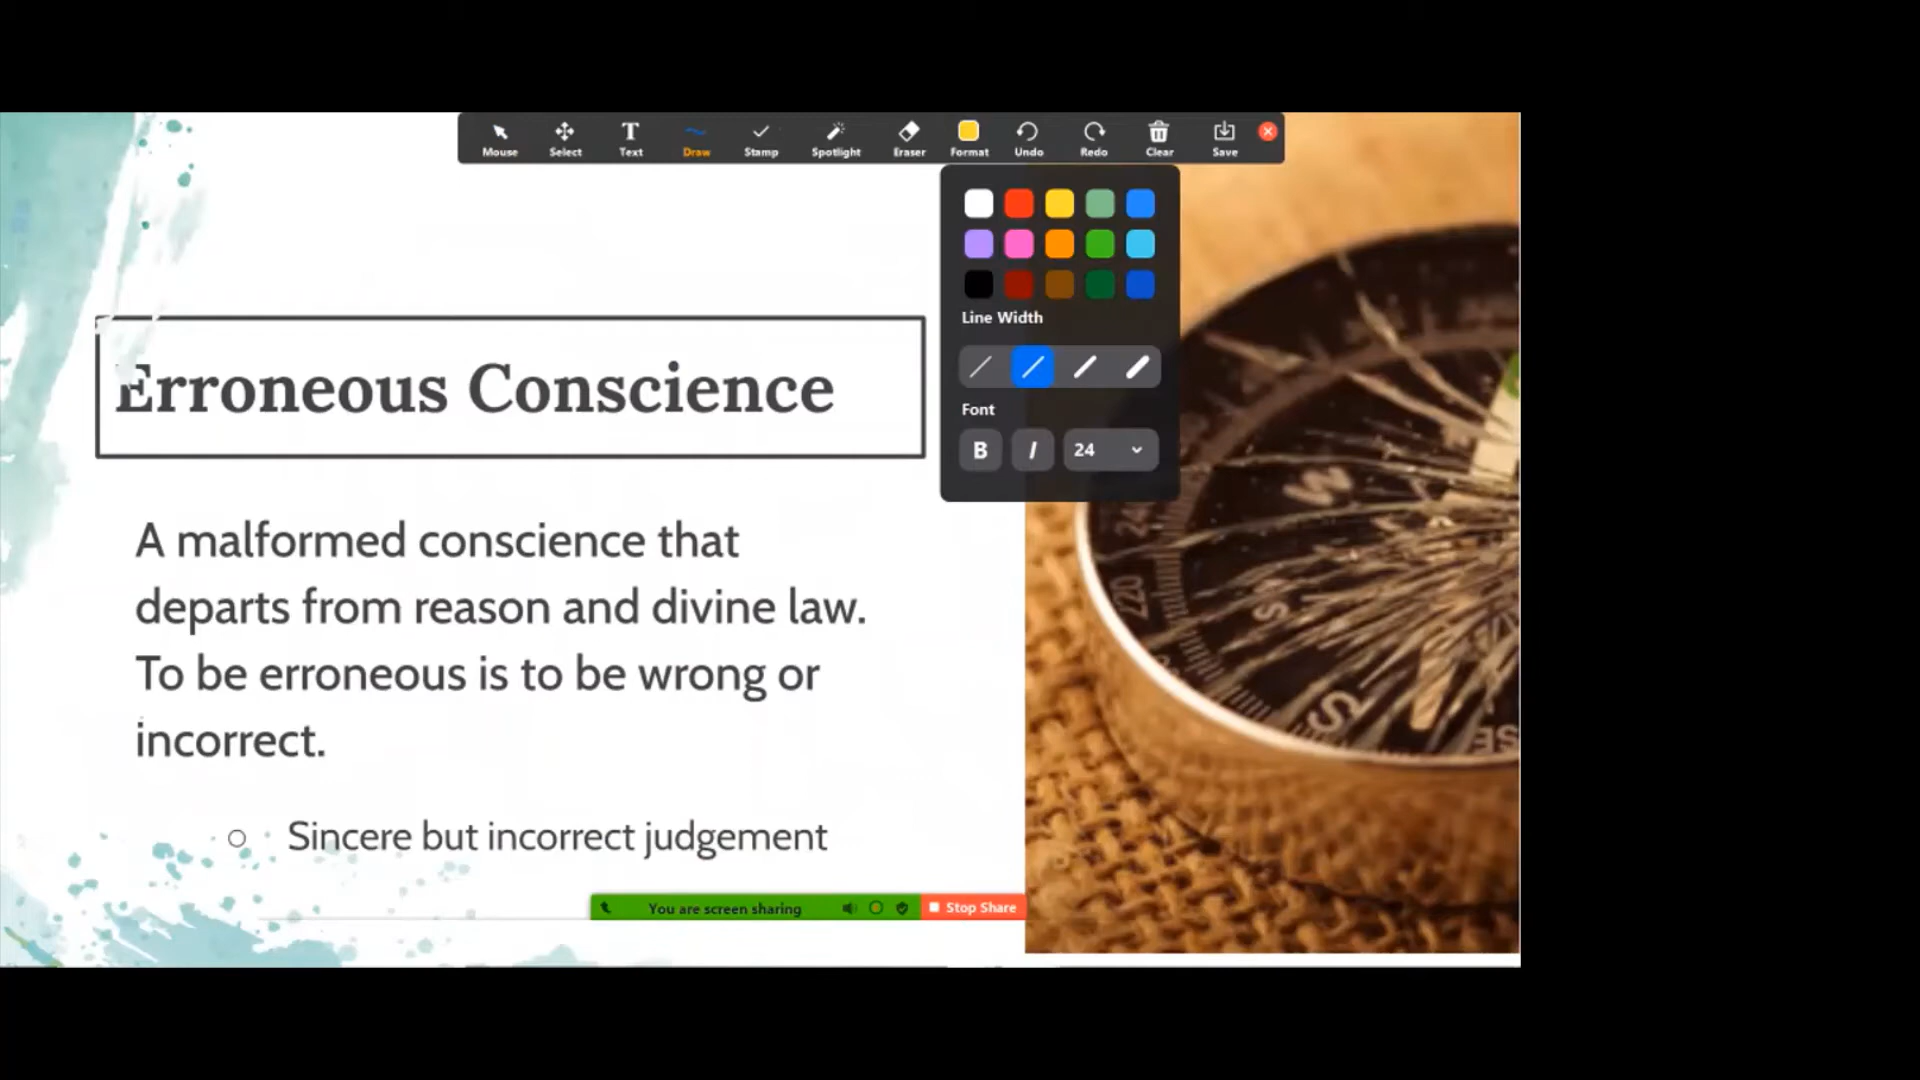 Mouse Select Text Draw Stamp Spotlight Eraser Format Undo Redo Clear Save
Line Width
Font
B I 24
Erroneous Conscience
A malformed conscience that
departs from reason and divine law.
To be erroneous is to be wrong or
incorrect.
Sincere but incorrect judgement
You are screen sharing Stop Share
W
220
S
SE